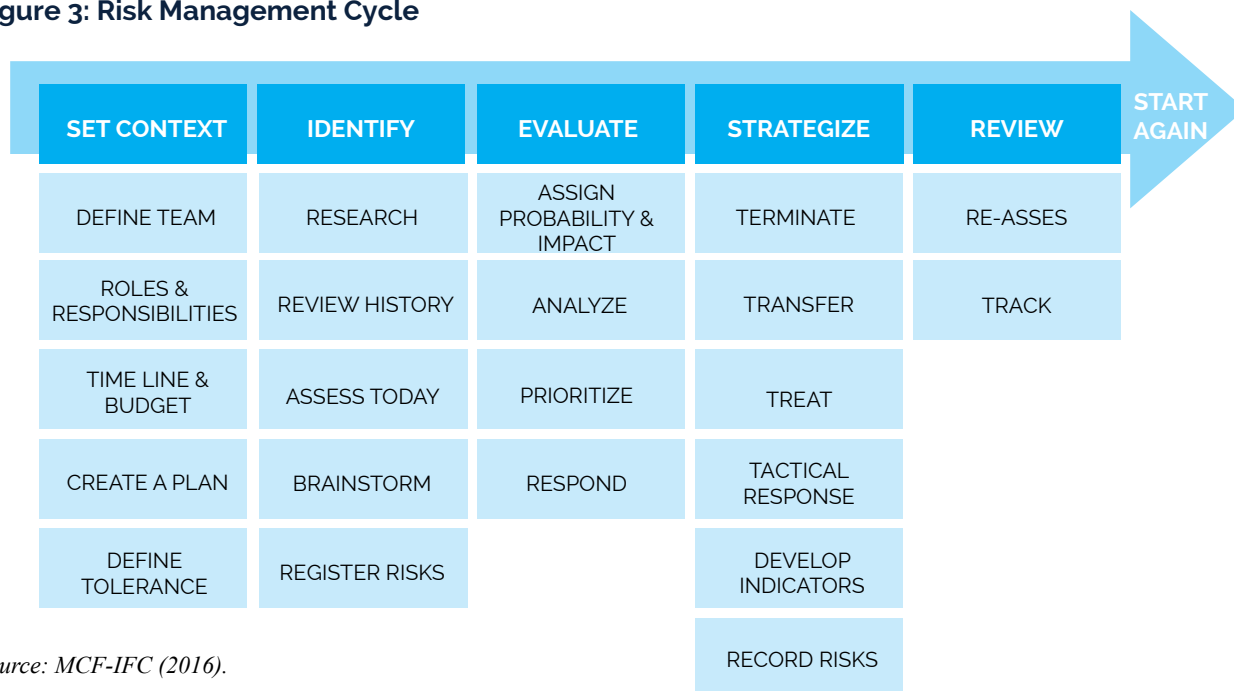 gure 3: Risk Management Cycle
START
AGAIN
SET CONTEXT
IDENTIFY
EVALUATE
STRATEGIZE
REVIEW
DEFINE TEAM
RESEARCH
ASSIGN
PROBABILITY &
IMPACT
TERMINATE
RE-ASSES
ROLES &
RESPONSIBILITIES
REVIEW HISTORY
ANALYZE
TRANSFER
TRACK
TIME LINE &
BUDGET
ASSESS TODAY
PRIORITIZE
TREAT
CREATE A PLAN
BRAINSTORM
RESPOND
TACTICAL
RESPONSE
DEFINE
TOLERANCE
REGISTER RISKS
DEVELOP
INDICATORS
RECORD RISKS
urce: MCF-IFC (2016).